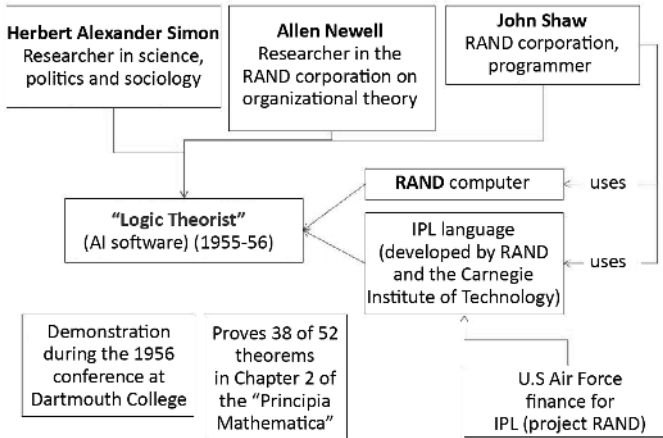 Herbert Alexander Simon
Researcher in science,
politics and sociology
Allen Newell
Researcher in the
RAND corporation on
organizational theory
John Shaw
RAND corporation,
programmer
RAND computer
uses
"Logic Theorist"
(AI software) (1955-56)
IPL language
(developed by RAND
and the Carnegie
Institute of Technology)
uses
Demonstration
during the 1956
conference at
Dartmouth College
Proves 38 of 52
theorems
in Chapter 2 of
the "Principia
Mathematica"
U.S Air Force
finance for
IPL (project RAND)